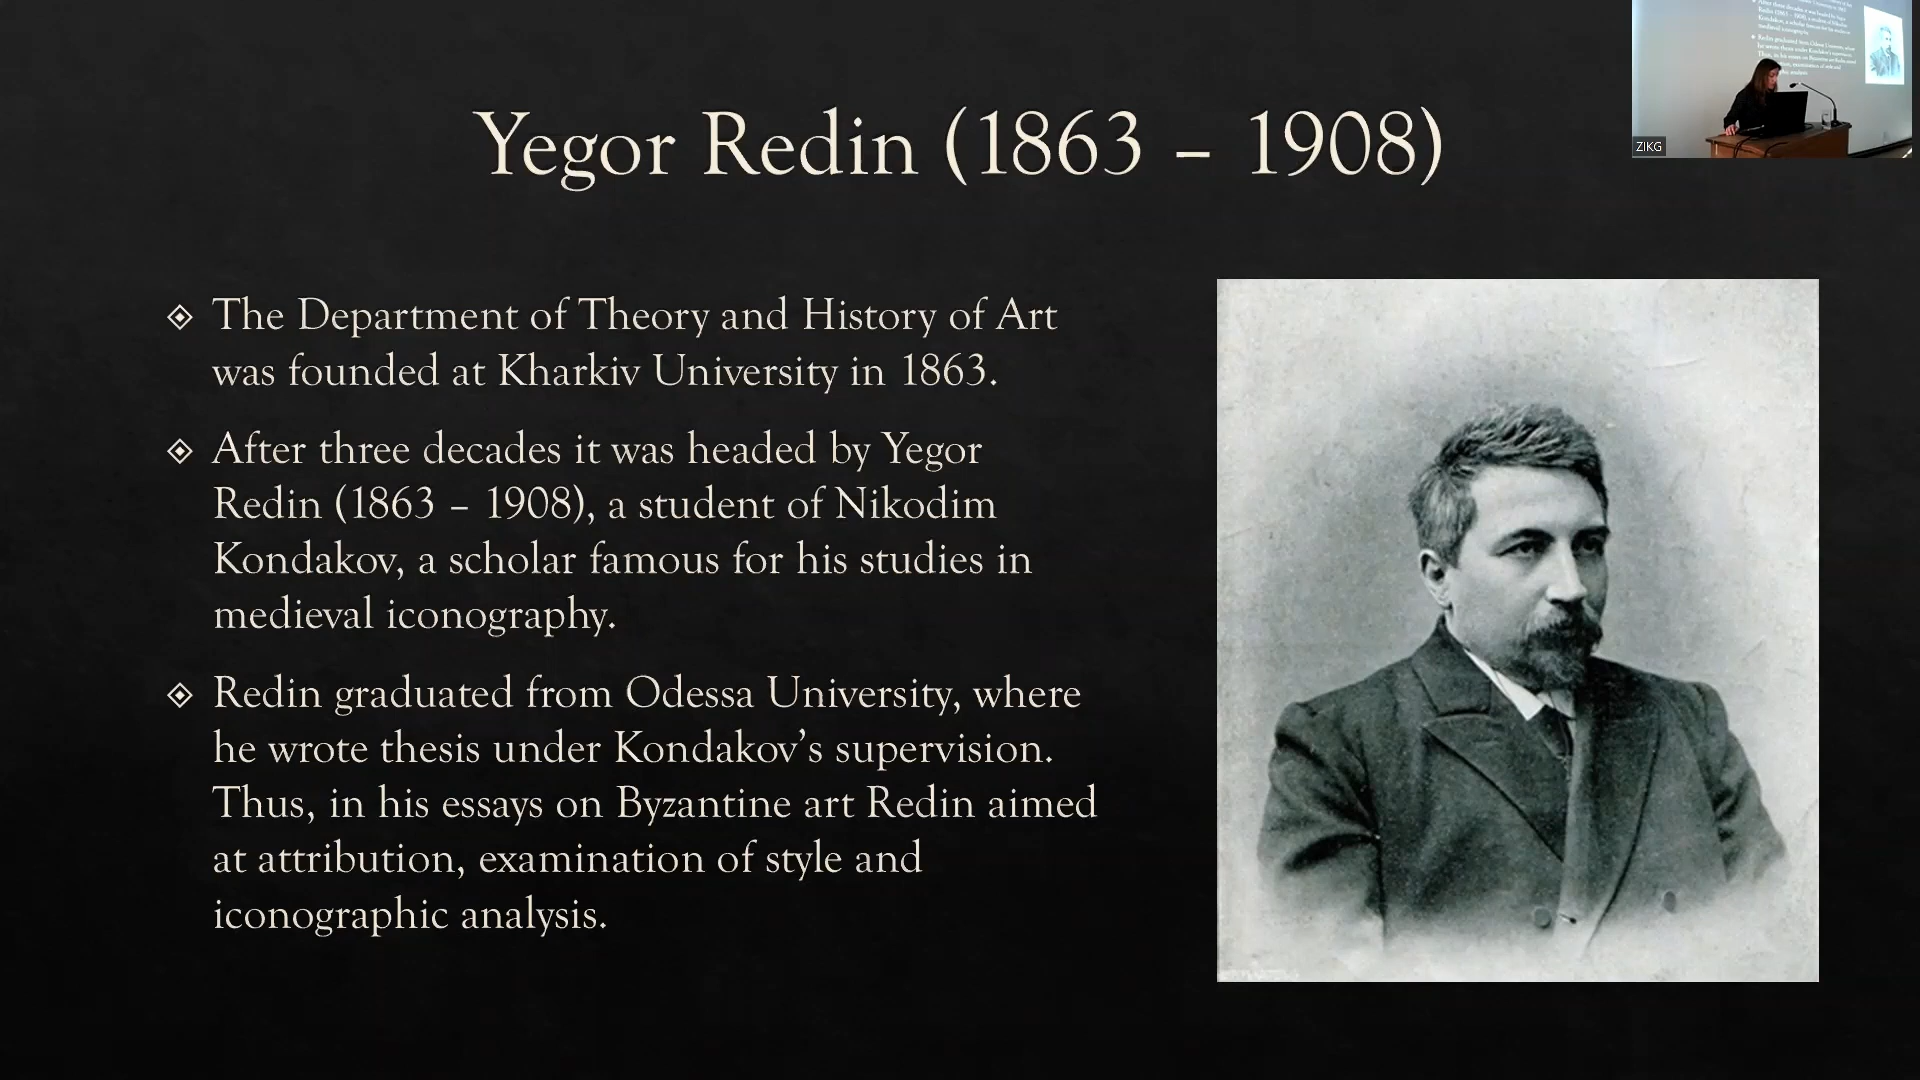 Yegor Redin (1863 – 1908)
The Department of Theory and History of Art
was founded at Kharkiv University in 1863.
After three decades it was headed by Yegor
Redin (1863 – 1908), a student of Nikodim
Kondakov, a scholar famous for his studies in
medieval iconography.
Redin graduated from Odessa University, where
he wrote thesis under Kondakov’s supervision.
Thus, in his essays on Byzantine art Redin aimed
at attribution, examination of style and
iconographic analysis.
ZIKG